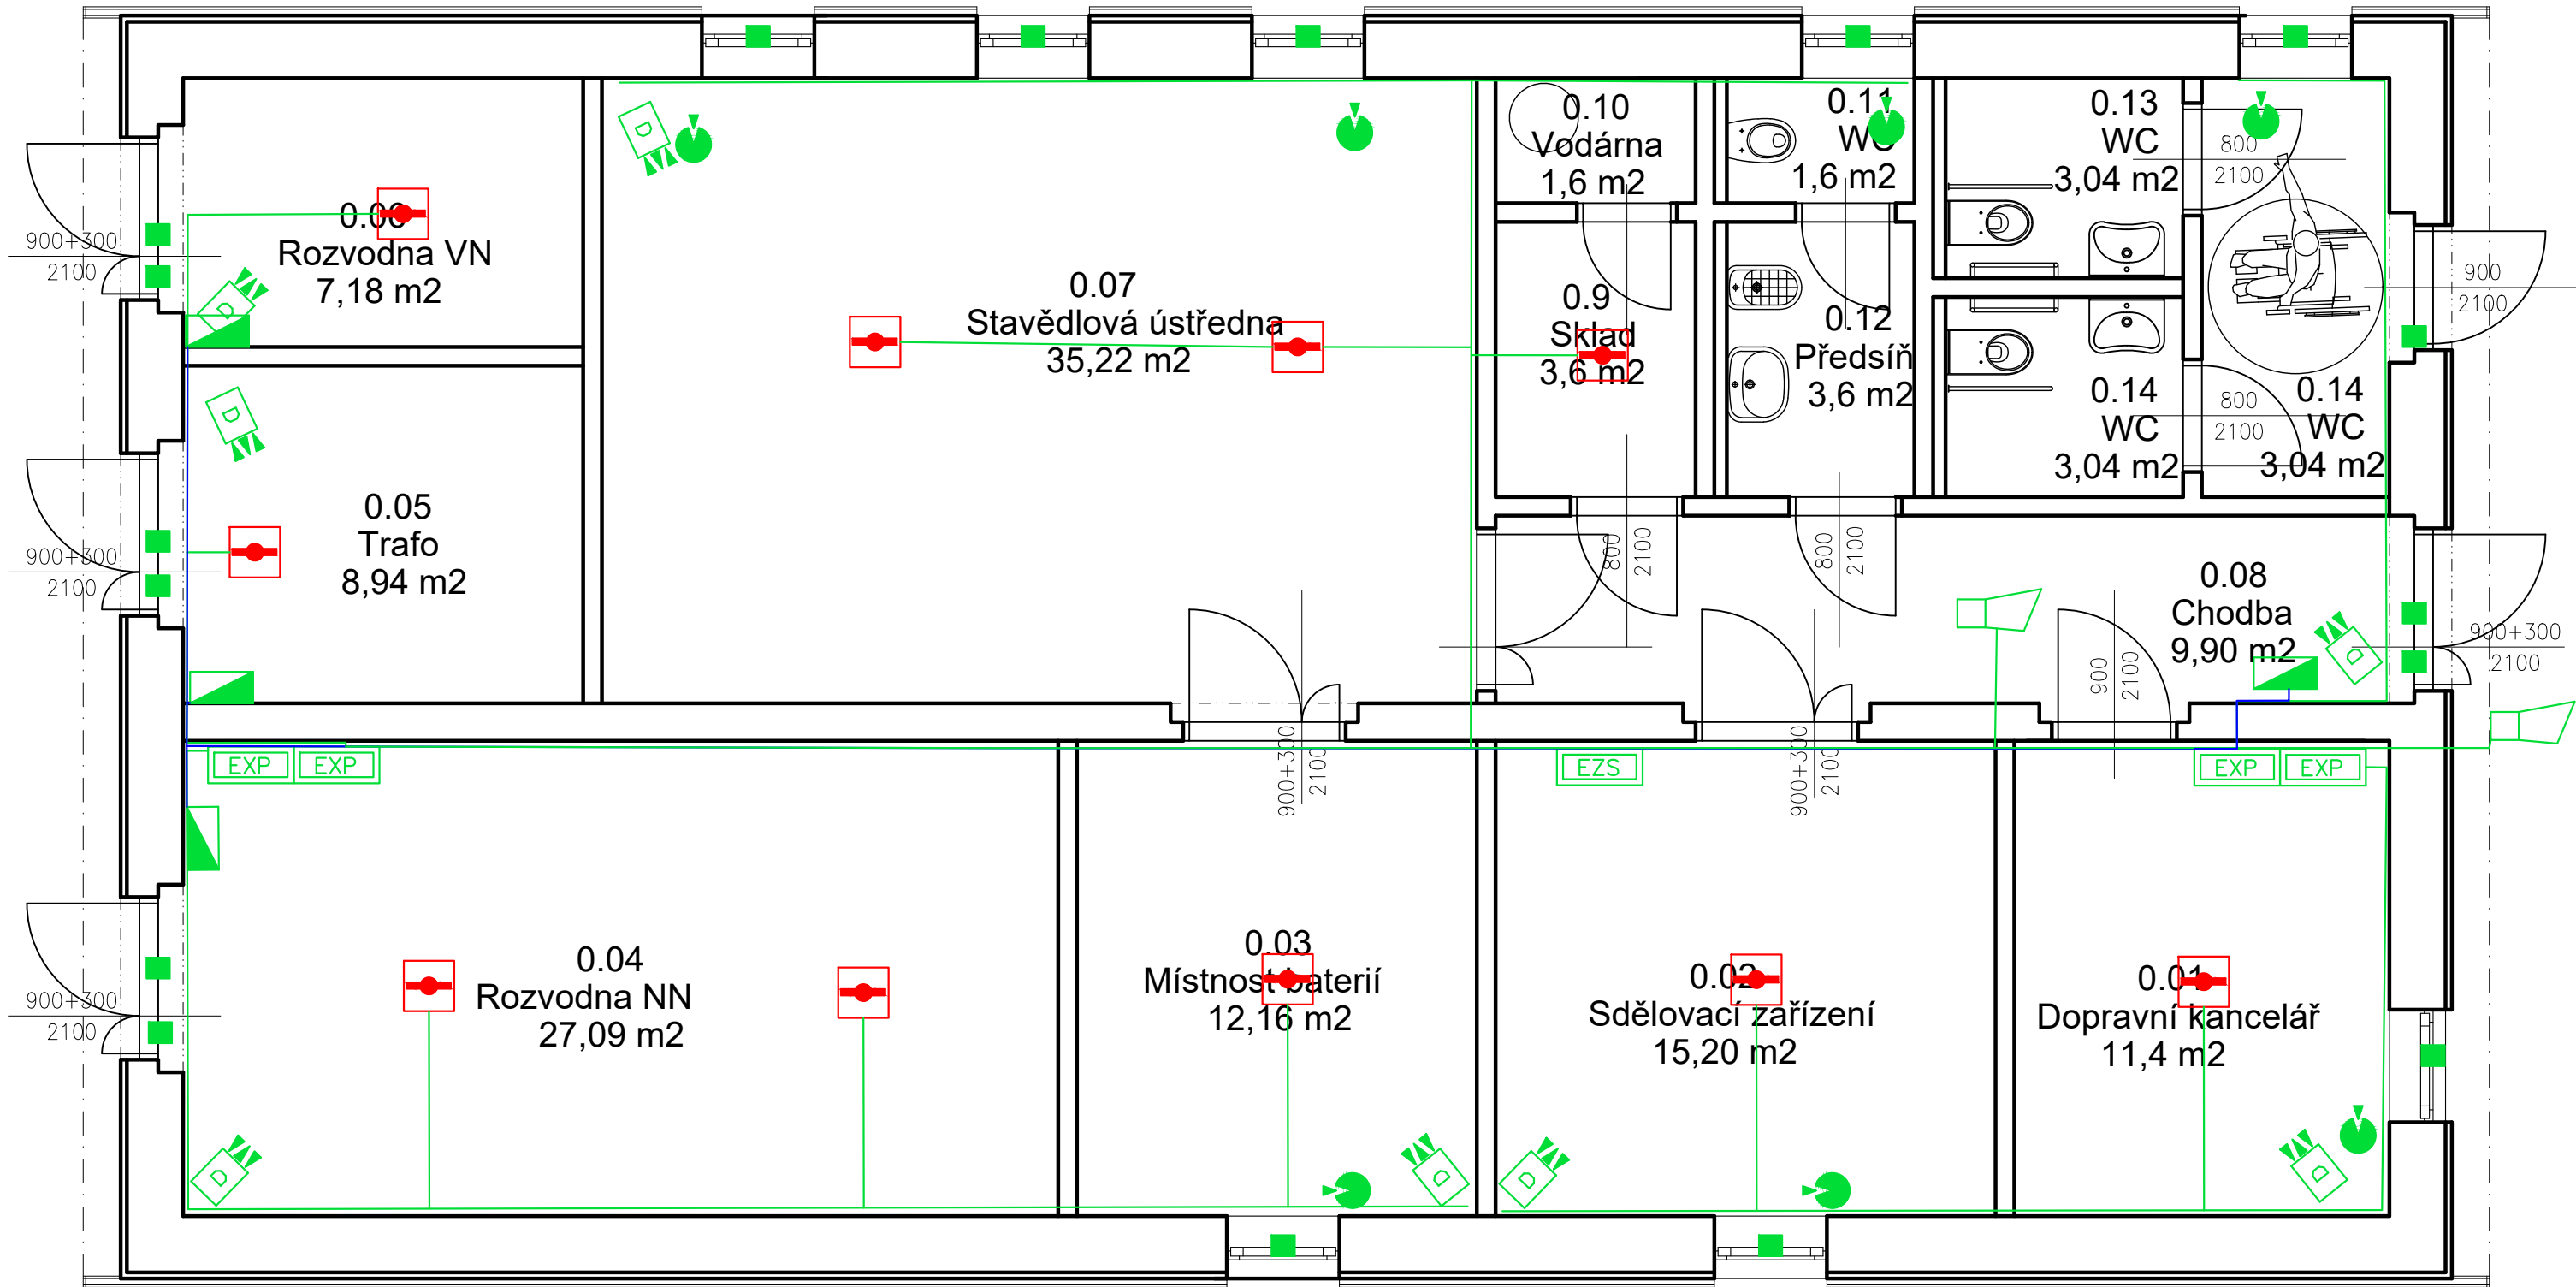 0.06
Rozvodna VN
7,18 m2
900+300
2100
D
0.05
Trafo
8,94 m2
900+300
2100
D
D
0.07
Stavědlová ústředna
35,22 m2
0.10
Vodárna
1,6 m2
0.11
WC
1,6 m2
0.13
WC
3,04 m2
800
2100
900
2100
0.9
Sklad
3,6 m2
0.12
Předsíň
3,6 m2
0.14
WC
3,04 m2
800
2100
0.14
WC
3,04 m2
800
2100
800
2100
0.08
Chodba
9,90 m2
D
900
2100
900+300
2100
EXP
EXP
900+300
2100
EZS
900+300
2100
EXP
EXP
0.04
Rozvodna NN
27,09 m2
900+300
2100
D
0.03
Místnost baterií
12,16 m2
D
0.02
Sdělovací zařízení
15,20 m2
D
0.01
Dopravní kancelář
11,4 m2
D